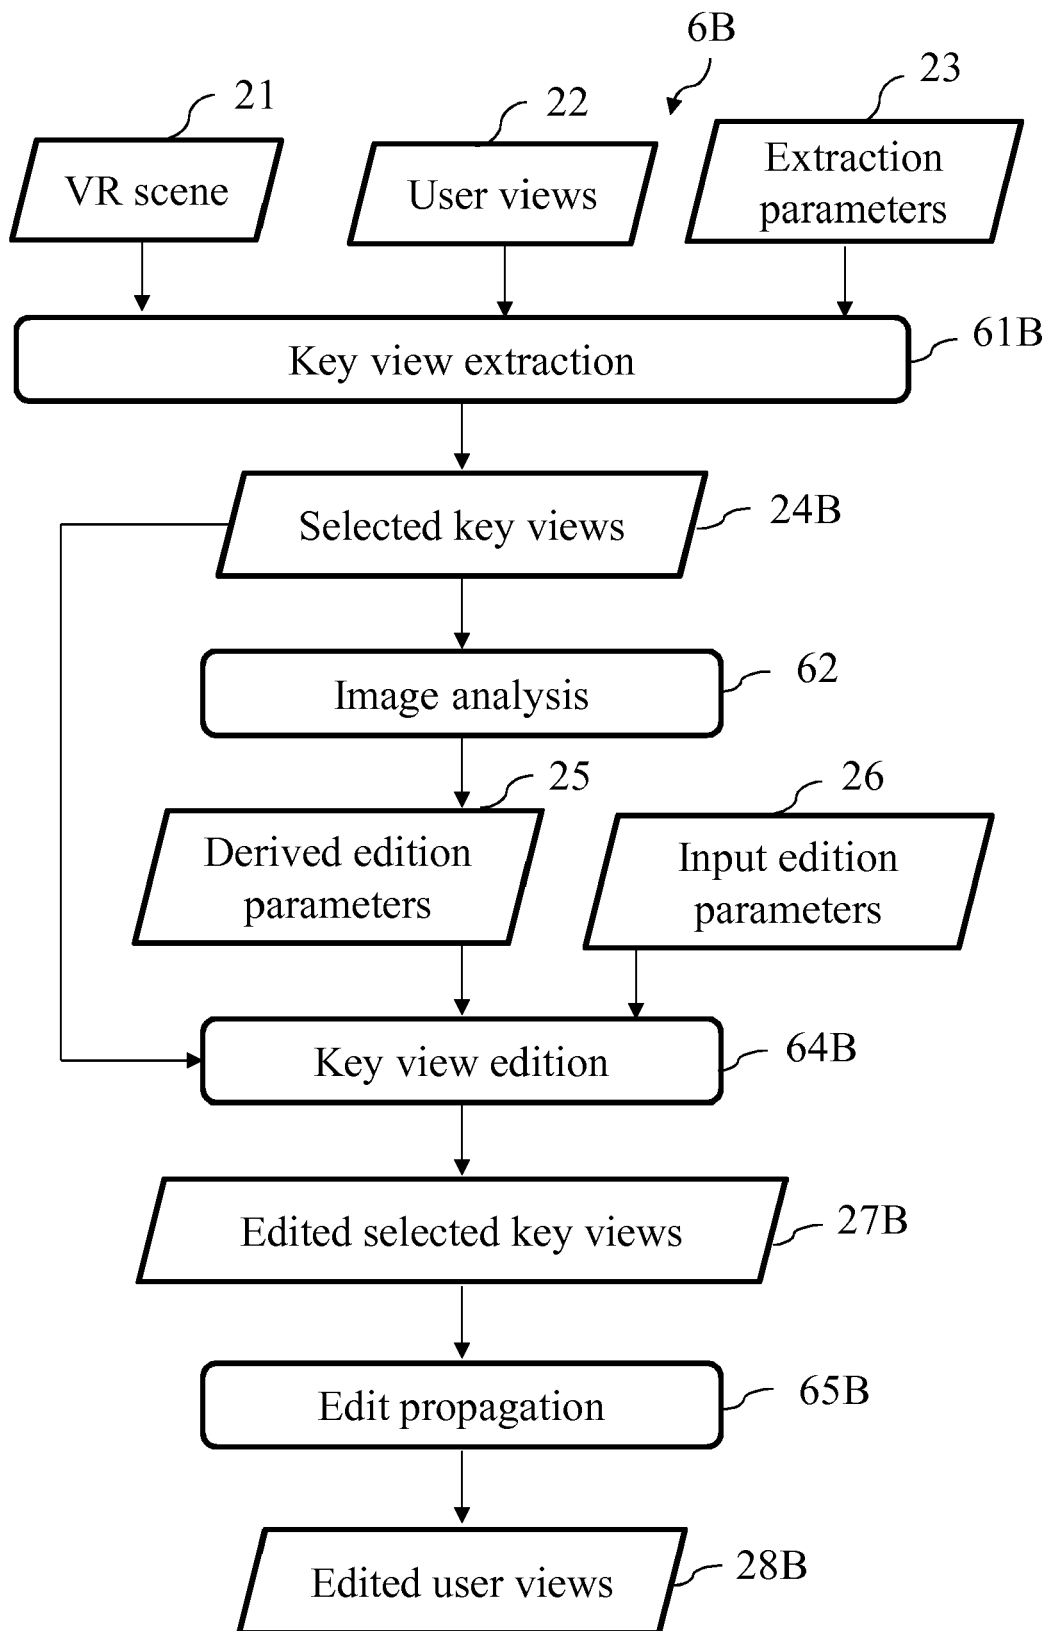 6B
21
22
23
VR scene
User views
Extraction
parameters
61B
Key view extraction
24B
Selected key views
62
Image analysis
25
26
Derived edition
parameters
Input edition
parameters
64B
Key view edition
27B
Edited selected key views
65B
Edit propagation
28B
Edited user views